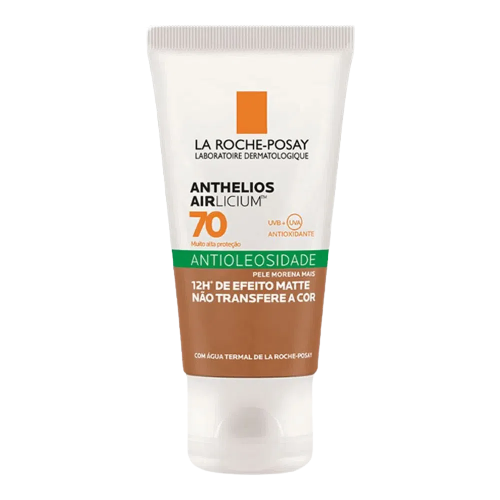 LA ROCHE-POSAY
LABORATOIRE DERMATOLOGIQUE
ANTHELIOS
AIRLICIUM™
70
Muito alta proteção
UVB + UVA
ANTIOXIDANTE
ANTIOLEOSIDADE
PELE MORENA MAIS
12H* DE EFEITO MATTE
NÃO TRANSFERE A COR
COM ÁGUA TERMAL DE LA ROCHE-POSAY